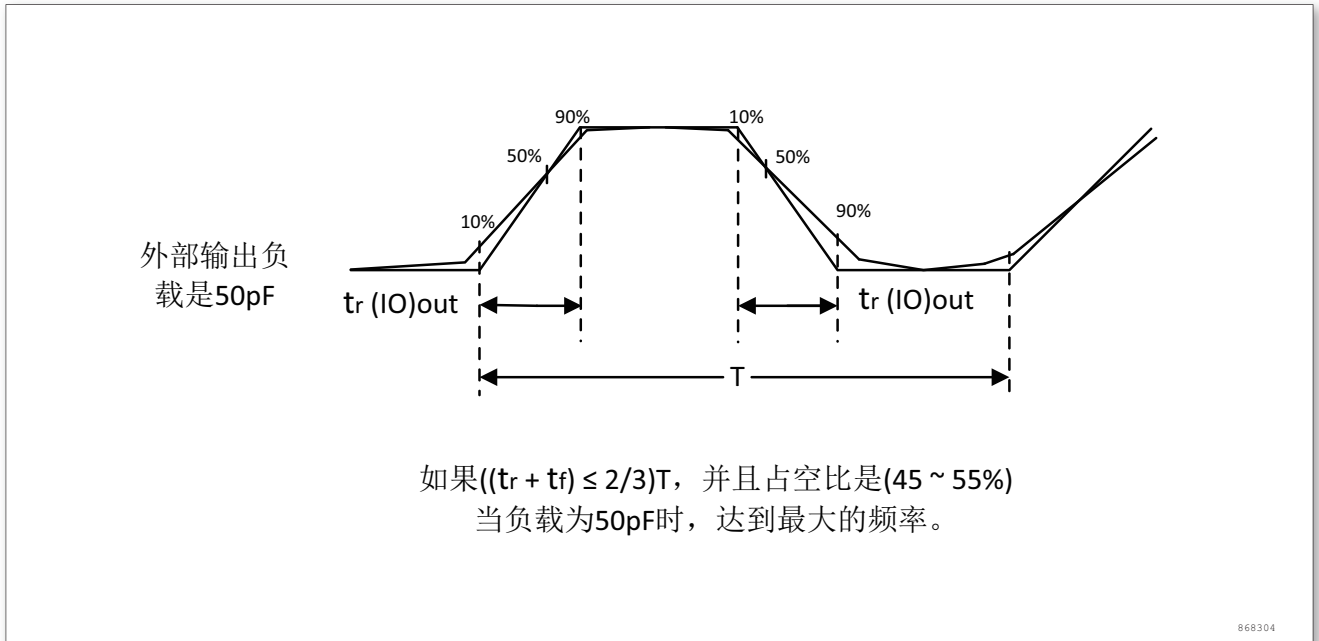 90%
10%
50%
50%
10%
90%
外部输出负
载是50pF
tr (IO)out
tr (IO)out
T
如果((tr + tf) ≤ 2/3)T，并且占空比是(45 ~ 55%)
当负载为50pF时，达到最大的频率。
868304